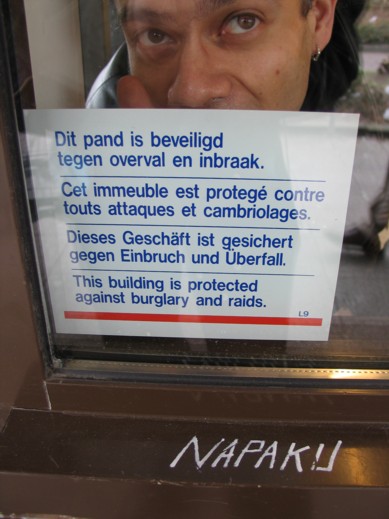 Dit pand is beveiligd
tegen overval en inbraak.
Cet immeuble est protegé contre
touts attaques et cambriolages.
Dieses Geschäft ist gesichert
gegen Einbruch und Überfall.
This building is protected
against burglary and raids.
L9
NAPAKIJ